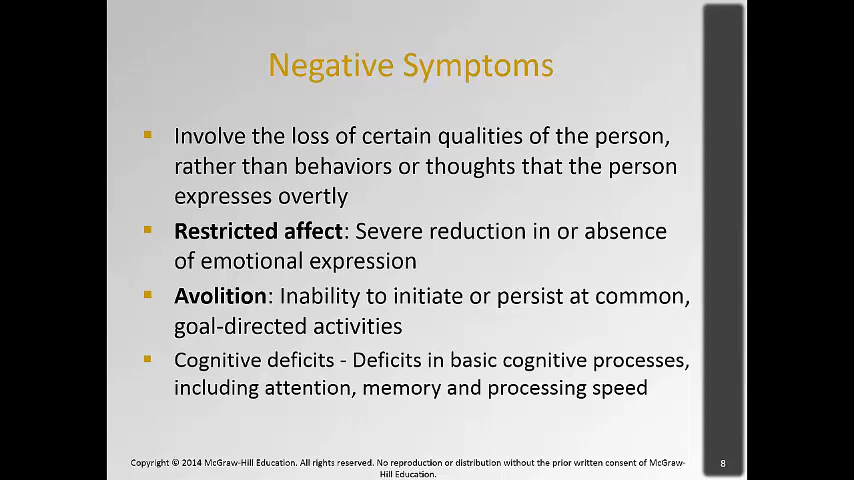 Negative Symptoms
▪ Involve the loss of certain qualities of the person,
rather than behaviors or thoughts that the person
expresses overtly
▪ Restricted affect: Severe reduction in or absence
of emotional expression
▪ Avolition: Inability to initiate or persist at common,
goal-directed activities
▪ Cognitive deficits - Deficits in basic cognitive processes,
including attention, memory and processing speed
Copyright © 2014 McGraw-Hill Education. All rights reserved. No reproduction or distribution without the prior written consent of McGraw-
Hill Education.
8